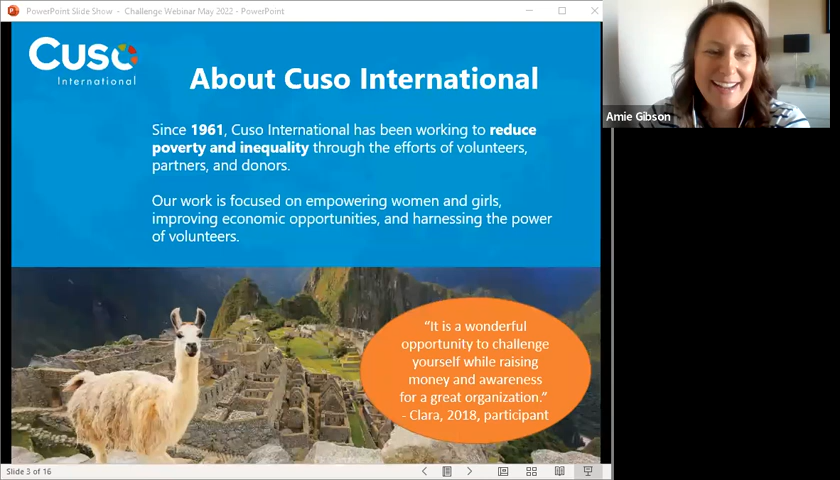 PowerPoint Slide Show - Challenge Webinar May 2022 - PowerPoint
Cuso
International
About Cuso International
Since 1961, Cuso International has been working to reduce
poverty and inequality through the efforts of volunteers,
partners, and donors.
Our work is focused on empowering women and girls,
improving economic opportunities, and harnessing the power
of volunteers.
“It is a wonderful
opportunity to challenge
yourself while raising
money and awareness
for a great organization.”
- Clara, 2018, participant
Slide 3 of 16
Amie Gibson